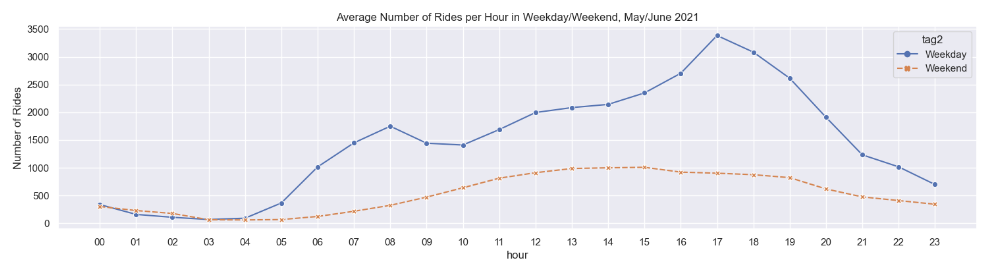 Average Number of Rides per Hour in Weekday/Weekend, May/June 2021
3500
3000
2500
2000
1500
1000
500
0
Number of Rides
tag2
Weekday
Weekend
00 01 02 03 04 05 06 07 08 09 10 11 12 13 14 15 16 17 18 19 20 21 22 23
hour